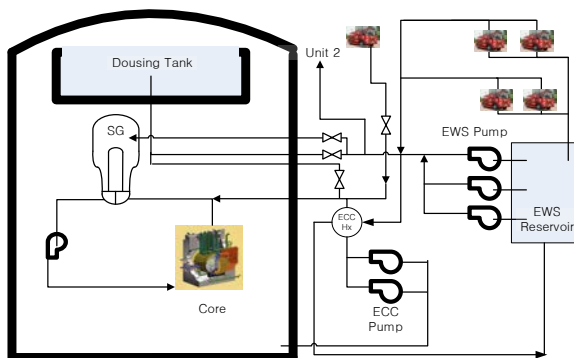 Unit 2
Dousing Tank
SG
EWS Pump
ECC
Hx
EWS
Reservoir
Core
ECC
Pump